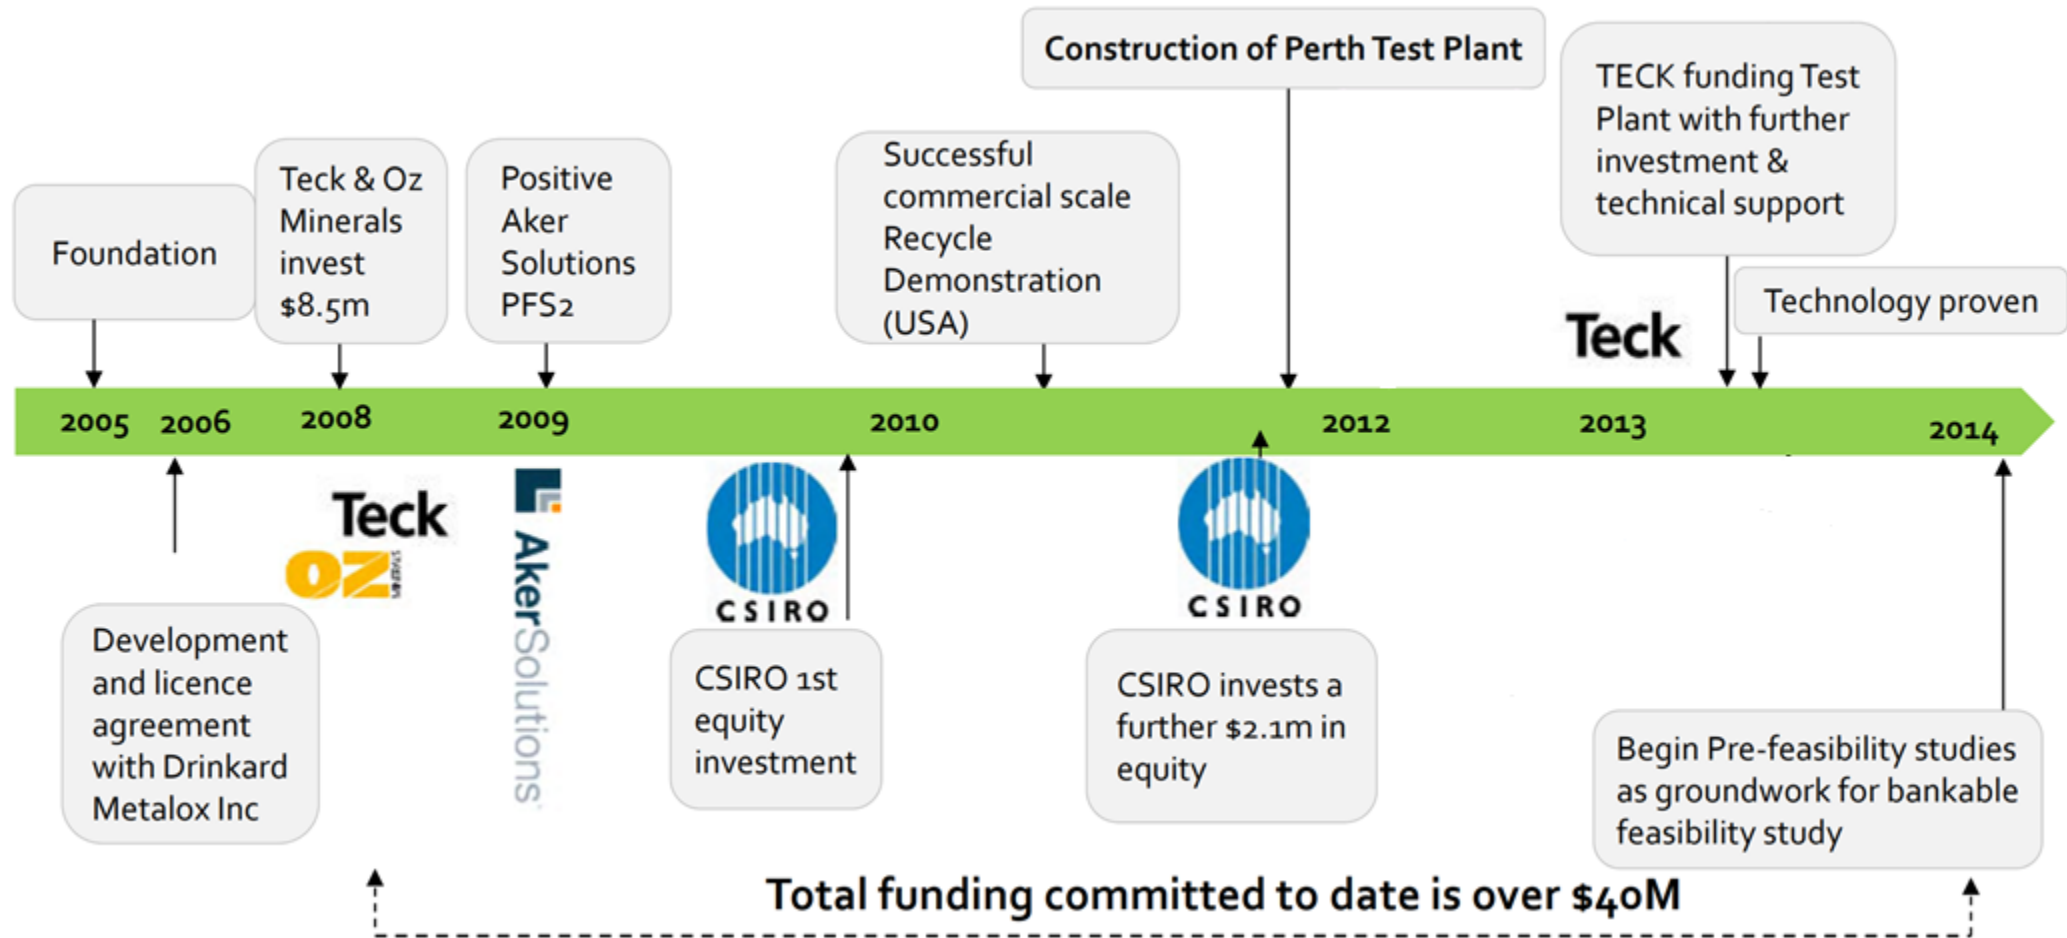 Construction of Perth Test Plant
TECK funding Test
Plant with further
investment &
technical support
Successful
commercial scale
Recycle
Demonstration
(USA)
Teck & Oz
Minerals
invest
$8.5m
Positive
Aker
Solutions
PFS2
Foundation
Technology proven
Teck
2005
2006
2008
2009
2010
2012
2013
2014
Teck
OZ
MINERALS
AkerSolutions
CSIRO
CSIRO
Development
and licence
agreement
with Drinkard
Metalox Inc
CSIRO 1st
equity
investment
CSIRO invests a
further $2.1m in
equity
Begin Pre-feasibility studies
as groundwork for bankable
feasibility study
Total funding committed to date is over $40M